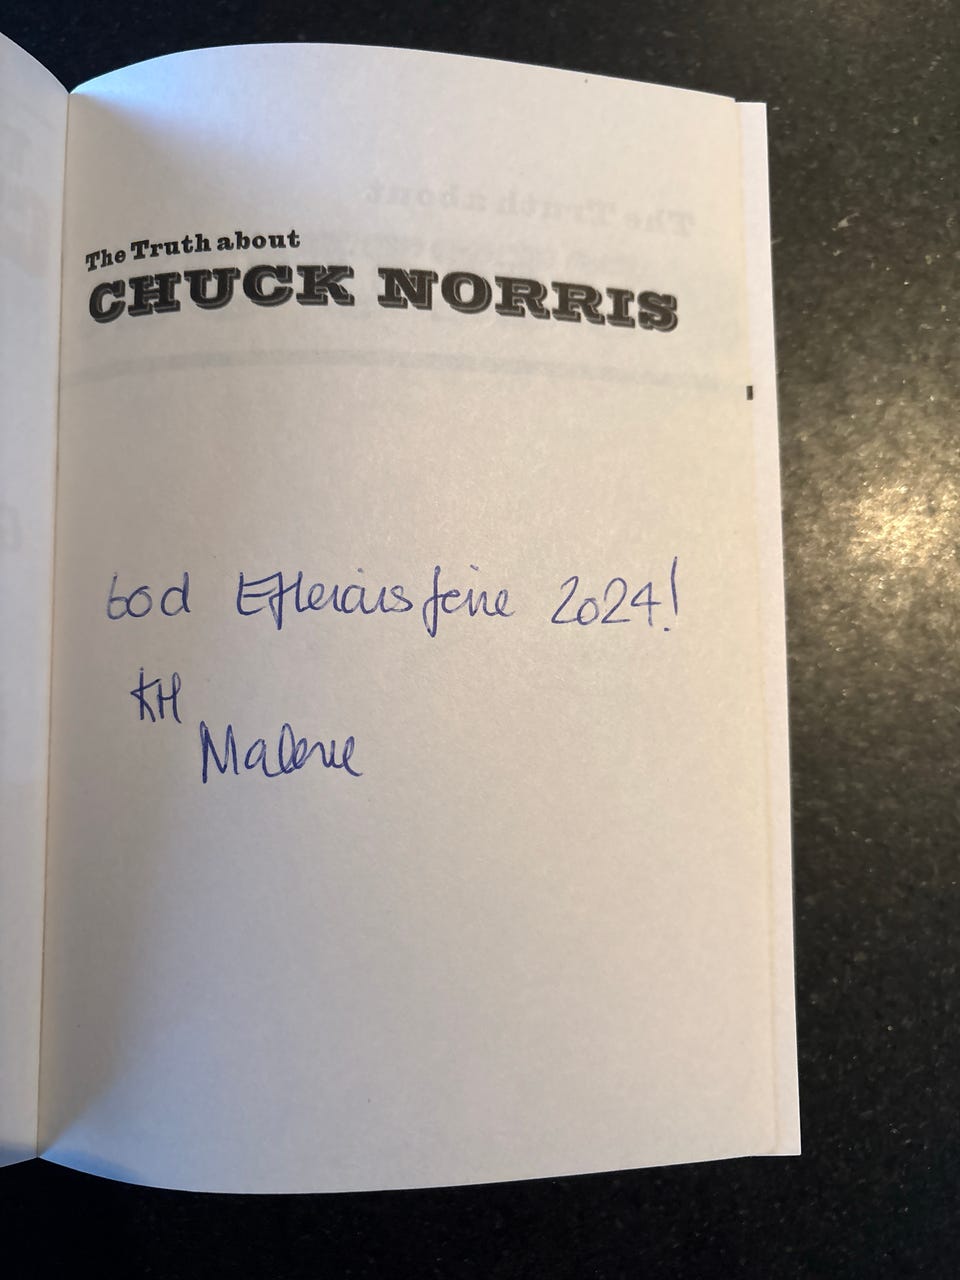 The Truth about
CHUCK NORRIS
God Efterårsferie 2024!
KH
Malene